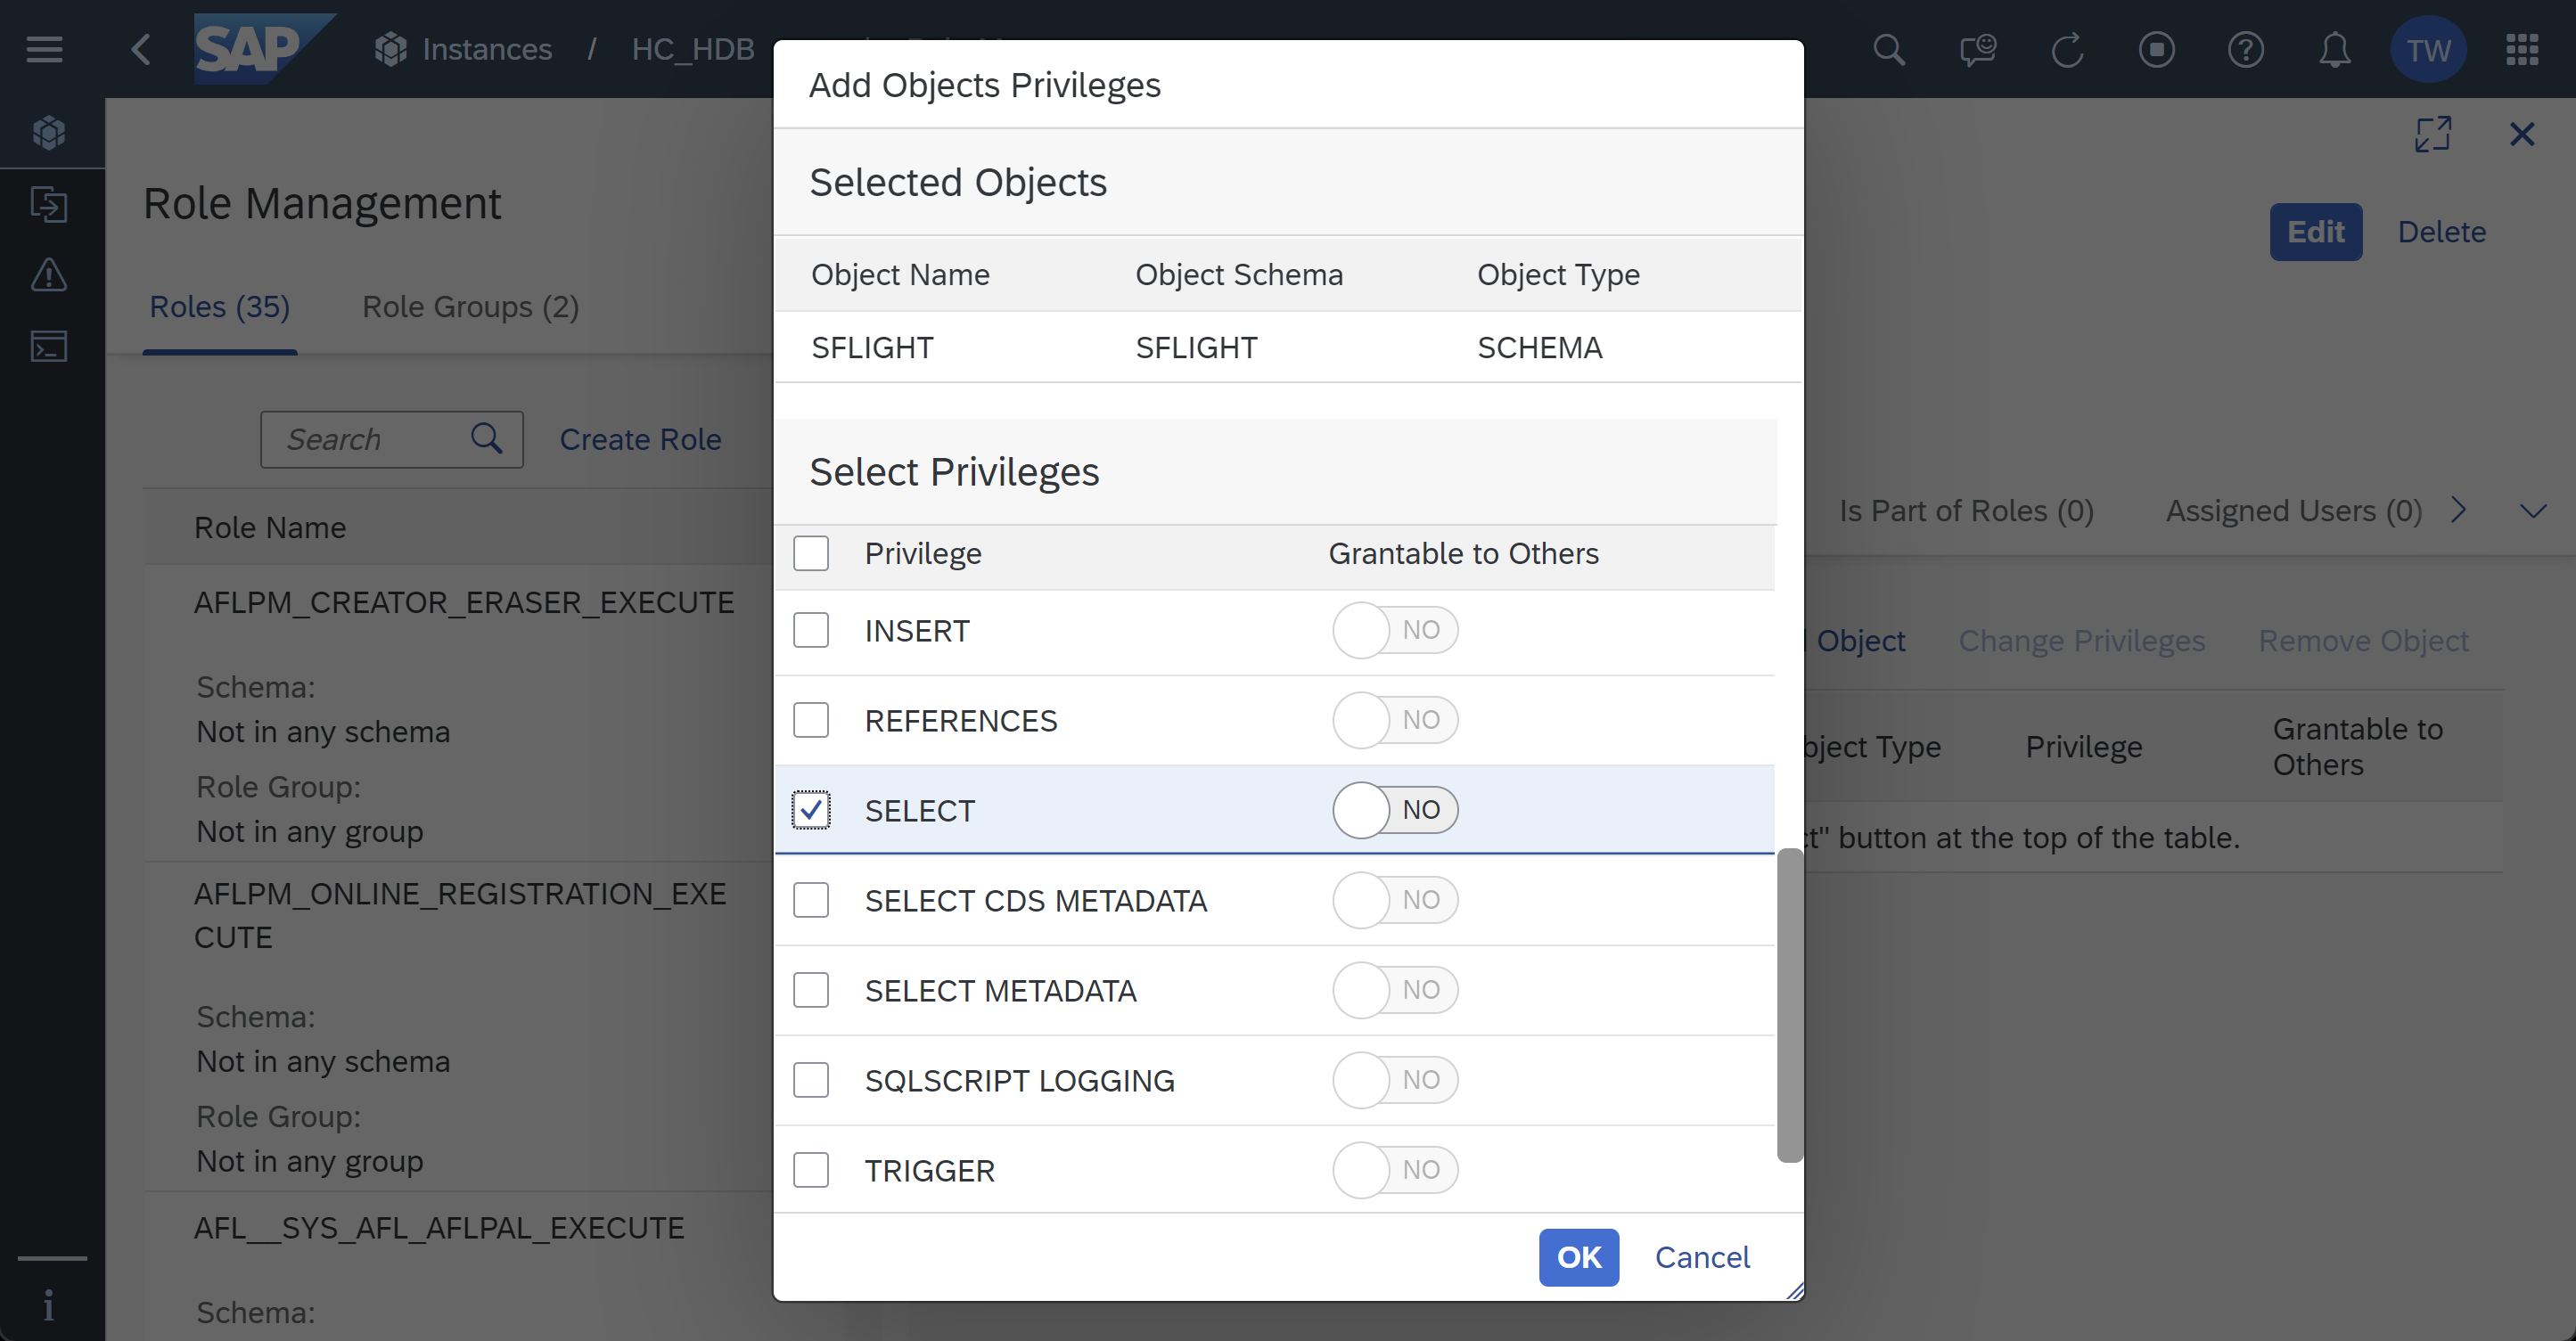 SAP
Instances / HC_HDB
TW
Role Management
Roles (35)
Role Groups (2)
Search
Create Role
Role Name
AFLPM_CREATOR_ERASER_EXECUTE
Schema:
Not in any schema
Role Group:
Not in any group
AFLPM_ONLINE_REGISTRATION_EXE
CUTE
Schema:
Not in any schema
Role Group:
Not in any group
AFL__SYS_AFL_AFLPAL_EXECUTE
Schema:
Add Objects Privileges
Selected Objects
Object Name Object Schema Object Type
SFLIGHT SFLIGHT SCHEMA
Select Privileges
Privilege Grantable to Others
INSERT NO
REFERENCES NO
SELECT NO
SELECT CDS METADATA NO
SELECT METADATA NO
SQLSCRIPT LOGGING NO
TRIGGER NO
OK Cancel
Edit Delete
Is Part of Roles (0) Assigned Users (0)
Object Change Privileges Remove Object
bject Type Privilege Grantable to
Others
ct" button at the top of the table.